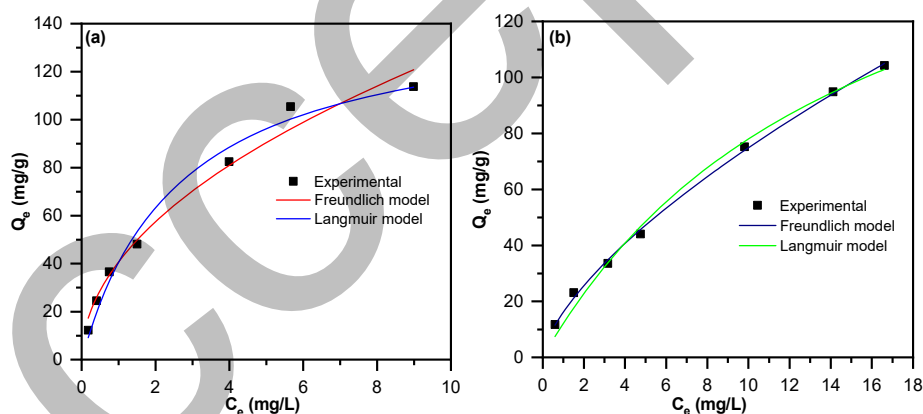 (a)
140
120
100
80
60
40
20
0
Qe (mg/g)
Experimental
Freundlich model
Langmuir model
0 2 4 6 8 10
Ce (mg/L)
(b)
120
100
80
60
40
20
0
Qe (mg/g)
Experimental
Freundlich model
Langmuir model
0 2 4 6 8 10 12 14 16 18
Ce (mg/L)